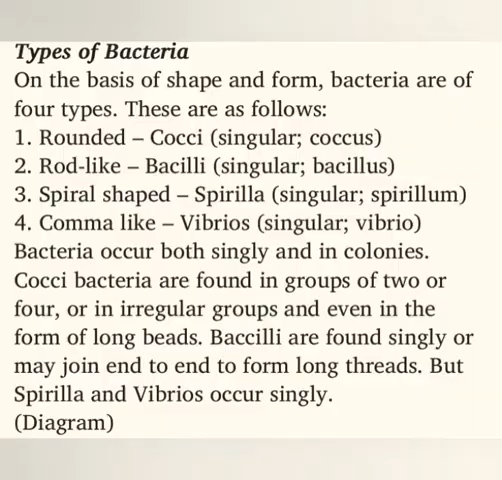 Types of Bacteria
On the basis of shape and form, bacteria are of
four types. These are as follows:
1. Rounded – Cocci (singular; coccus)
2. Rod-like – Bacilli (singular; bacillus)
3. Spiral shaped – Spirilla (singular; spirillum)
4. Comma like – Vibrios (singular; vibrio)
Bacteria occur both singly and in colonies.
Cocci bacteria are found in groups of two or
four, or in irregular groups and even in the
form of long beads. Baccilli are found singly or
may join end to end to form long threads. But
Spirilla and Vibrios occur singly.
(Diagram)